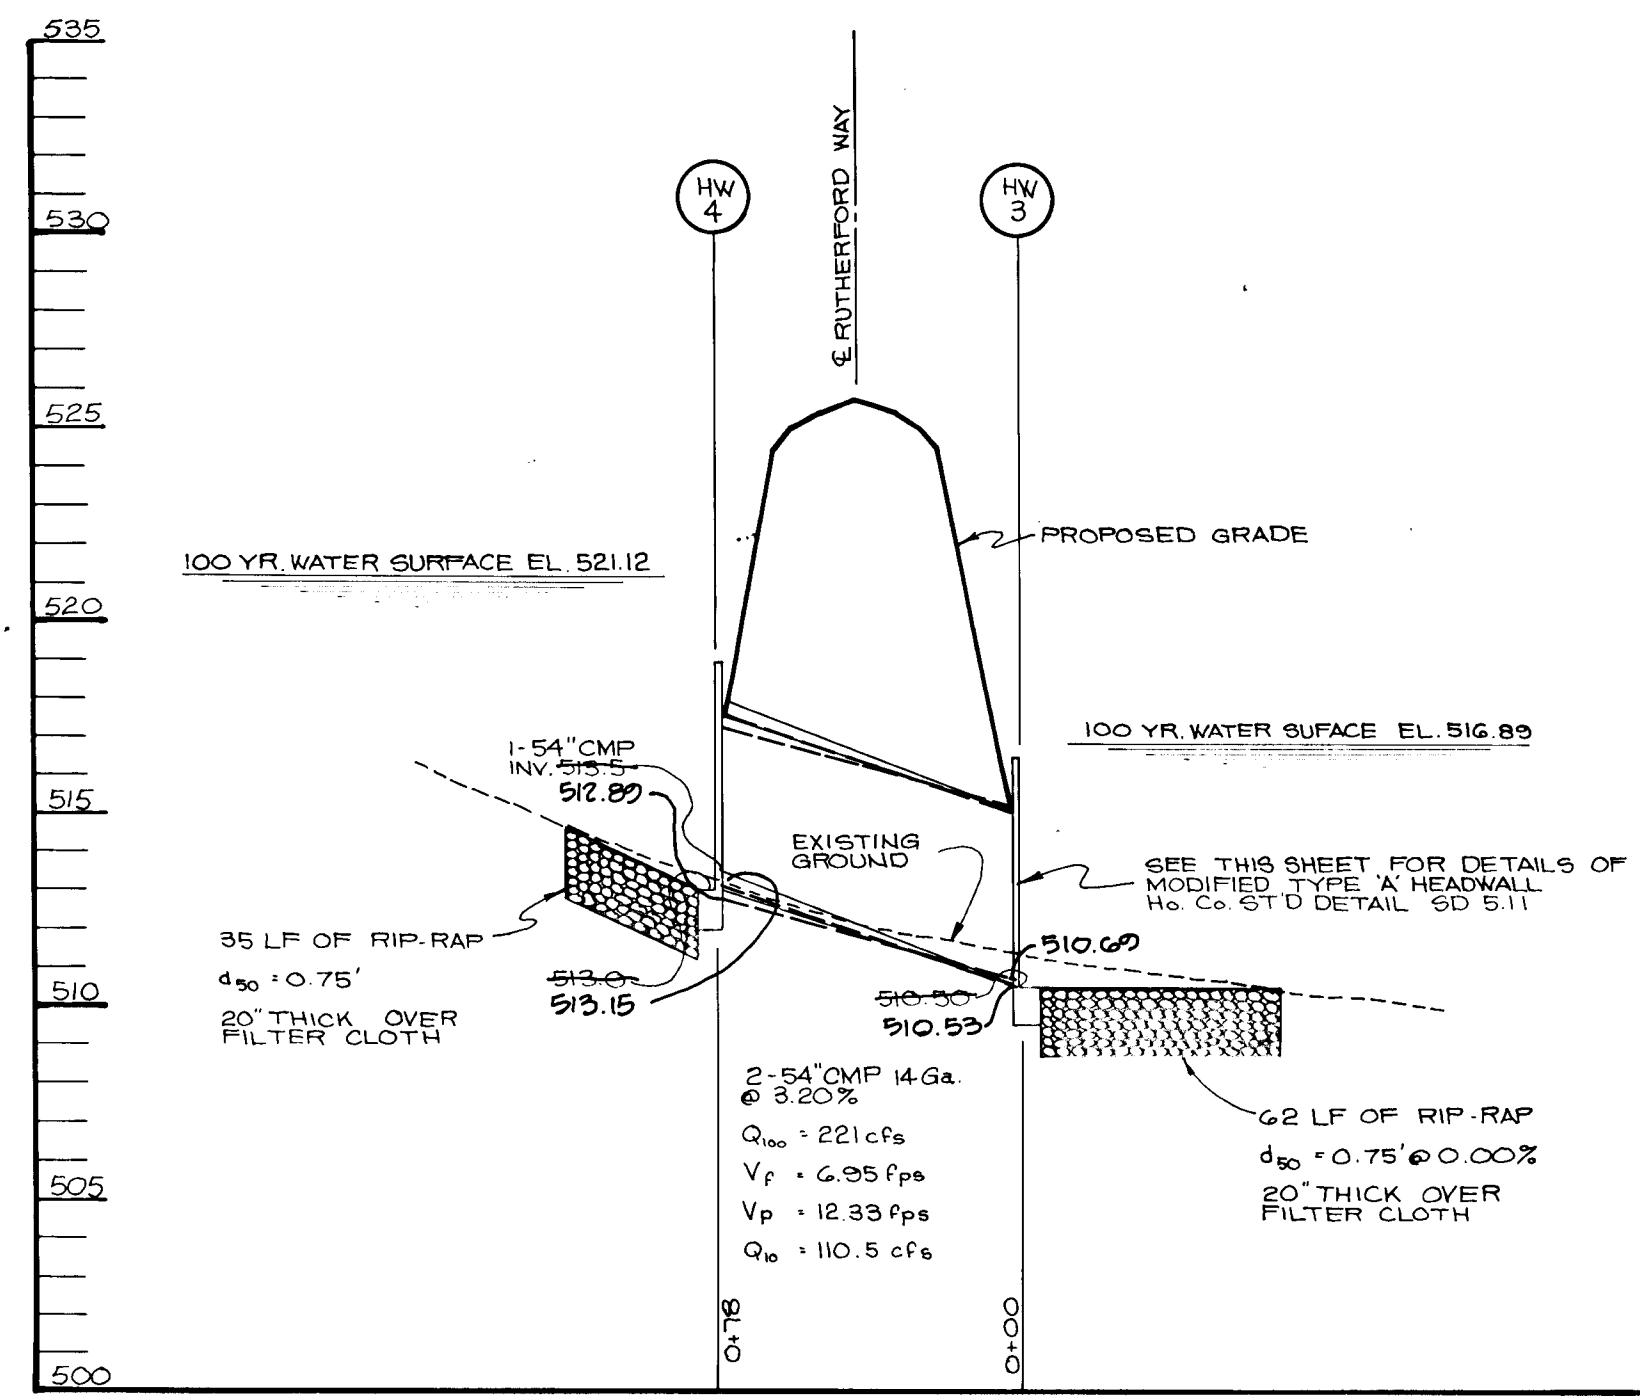 535
530
525
520
515
510
505
500
HW
4
HW
3
℄ RUTHERFORD WAY
PROPOSED GRADE
100 YR. WATER SURFACE EL. 521.12
100 YR. WATER SUFACE EL. 516.89
1-54" CMP
INV. 513.5
512.89
EXISTING
GROUND
SEE THIS SHEET FOR DETAILS OF
MODIFIED TYPE 'A' HEADWALL
Ho. Co. ST'D DETAIL SD 5.11
35 LF OF RIP-RAP
d50 = 0.75'
20" THICK OVER
FILTER CLOTH
513.0
513.15
510.69
510.50
510.53
2-54" CMP 14 Ga.
@ 3.20%
Q100 = 221 cfs
Vf = 6.95 fps
Vp = 12.33 fps
Q10 = 110.5 cfs
62 LF OF RIP-RAP
d50 = 0.75' @ 0.00%
20" THICK OVER
FILTER CLOTH
0+78
0+00